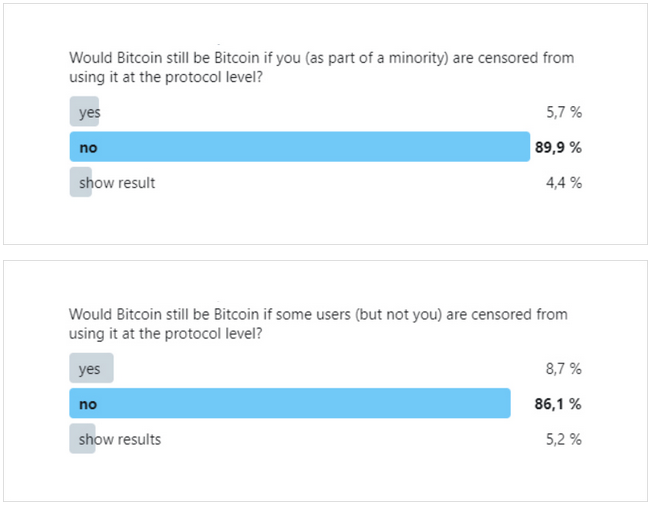 Would Bitcoin still be Bitcoin if you (as part of a minority) are censored from
using it at the protocol level?
yes 5,7 %
no 89,9 %
show result 4,4 %
Would Bitcoin still be Bitcoin if some users (but not you) are censored from
using it at the protocol level?
yes 8,7 %
no 86,1 %
show results 5,2 %